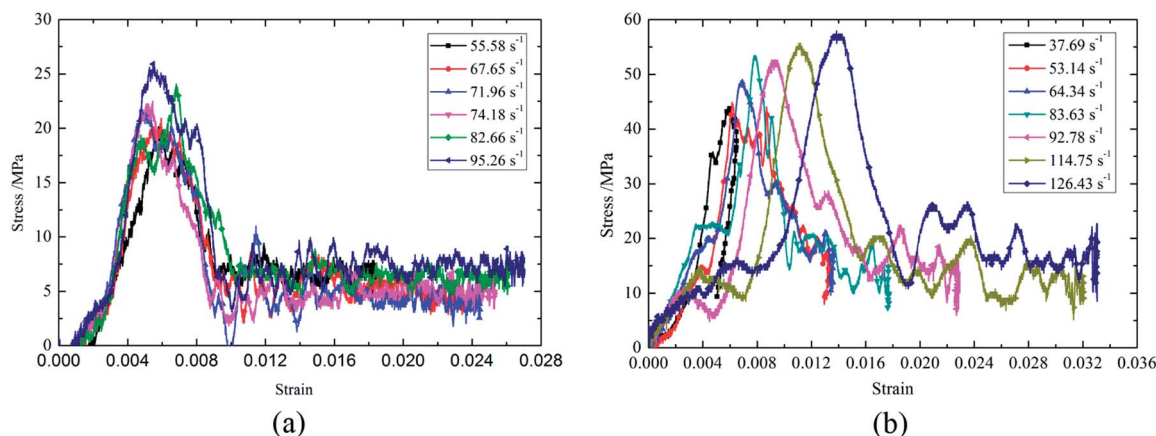 30
25
20
15
10
5
0
Stress /MPa
0.000 0.004 0.008 0.012 0.016 0.020 0.024 0.028
Strain
55.58 s-1
67.65 s-1
71.96 s-1
74.18 s-1
82.66 s-1
95.26 s-1
(a)
60
50
40
30
20
10
0
Stress /MPa
0.000 0.004 0.008 0.012 0.016 0.020 0.024 0.028 0.032 0.036
Strain
37.69 s-1
53.14 s-1
64.34 s-1
83.63 s-1
92.78 s-1
114.75 s-1
126.43 s-1
(b)